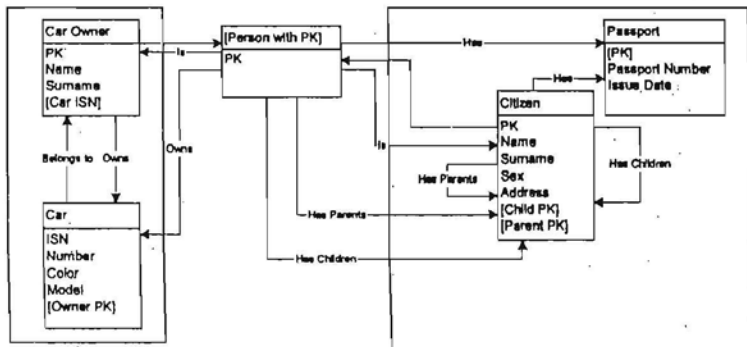 Car Owner
PK
Name
Surname
[Car ISN]
Belongs to
Owns
Car
ISN
Number
Color
Model
[Owner PK]
Is
Owns
[Person with PK]
PK
Has
Is
Has Parents
Has Children
Passport
[PK]
Passport Number
Issue Date
Has
Citizen
PK
Name
Surname
Sex
Address
[Child PK]
[Parent PK]
Has Parents
Has Children